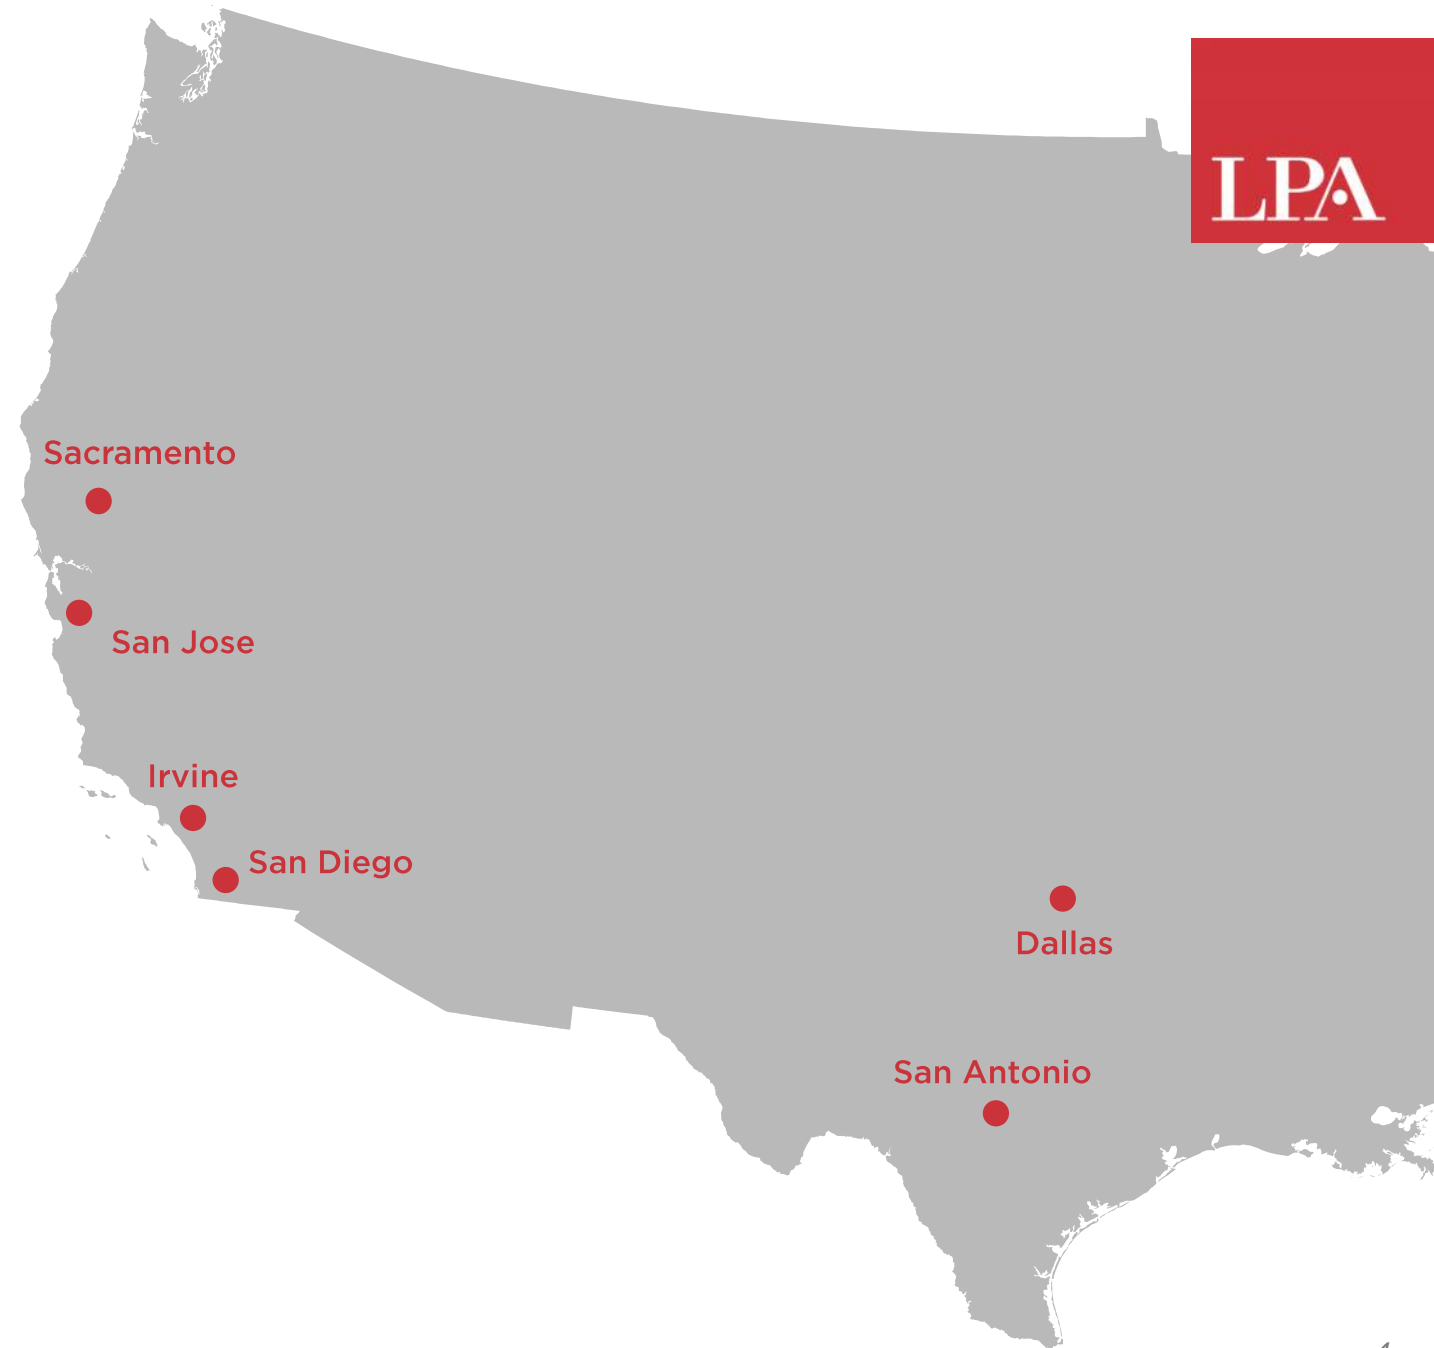 LPA
Sacramento
San Jose
Irvine
San Diego
Dallas
San Antonio